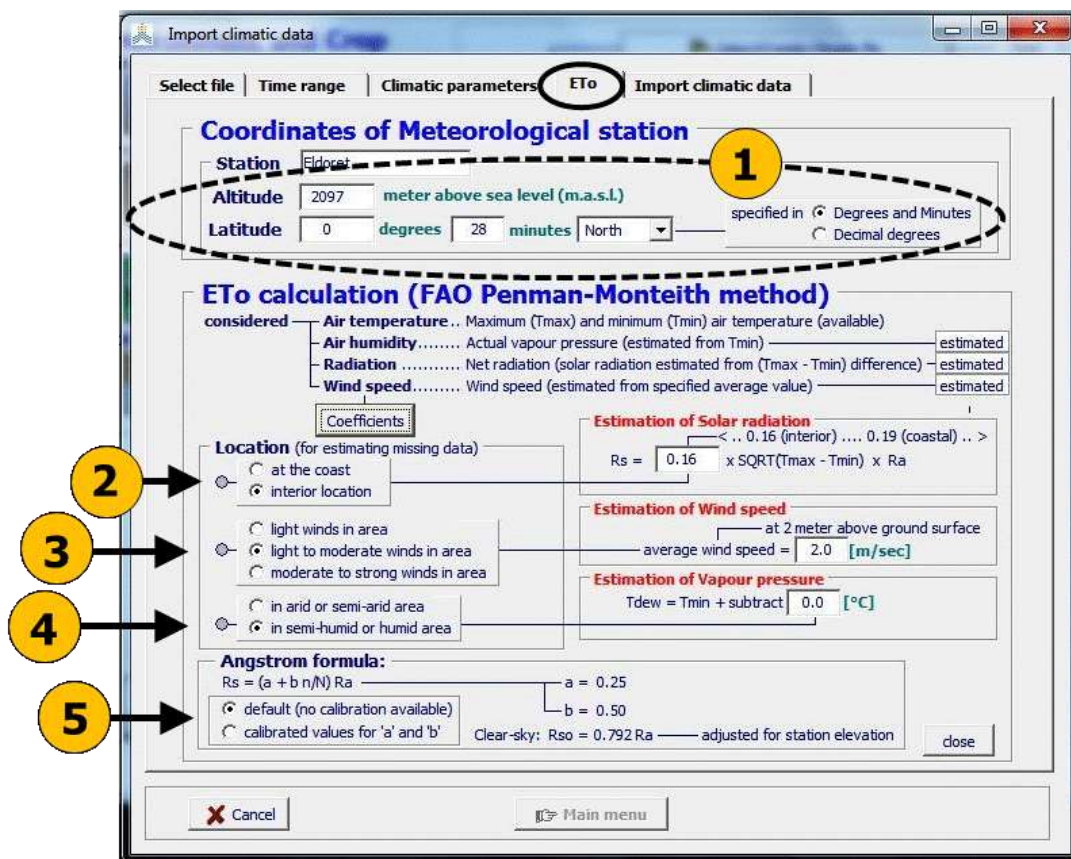 Import climatic data
Select file Time range Climatic parameters ETo Import climatic data
Coordinates of Meteorological station
1
Station Eldoret
Altitude 2097 meter above sea level (m.a.s.l.)
specified in Degrees and Minutes
Latitude 0 degrees 28 minutes North
Decimal degrees
ETo calculation (FAO Penman-Monteith method)
considered Air temperature .. Maximum (Tmax) and minimum (Tmin) air temperature (available)
Air humidity....... Actual vapour pressure (estimated from Tmin) estimated
Radiation .......... Net radiation (solar radiation estimated from (Tmax - Tmin) difference) estimated
Wind speed......... Wind speed (estimated from specified average value) estimated
Coefficients
Estimation of Solar radiation
< .. 0.16 (interior) .... 0.19 (coastal) .. >
Rs = 0.16 x SQRT(Tmax - Tmin) x Ra
Location (for estimating missing data)
2
at the coast
interior location
Estimation of Wind speed
at 2 meter above ground surface
average wind speed = 2.0 [m/sec]
3
light winds in area
light to moderate winds in area
moderate to strong winds in area
Estimation of Vapour pressure
Tdew = Tmin + subtract 0.0 [°C]
4
in arid or semi-arid area
in semi-humid or humid area
Angstrom formula:
Rs = (a + b n/N) Ra a = 0.25
b = 0.50
5
default (no calibration available)
calibrated values for 'a' and 'b'
Clear-sky: Rso = 0.792 Ra adjusted for station elevation
close
Cancel Main menu